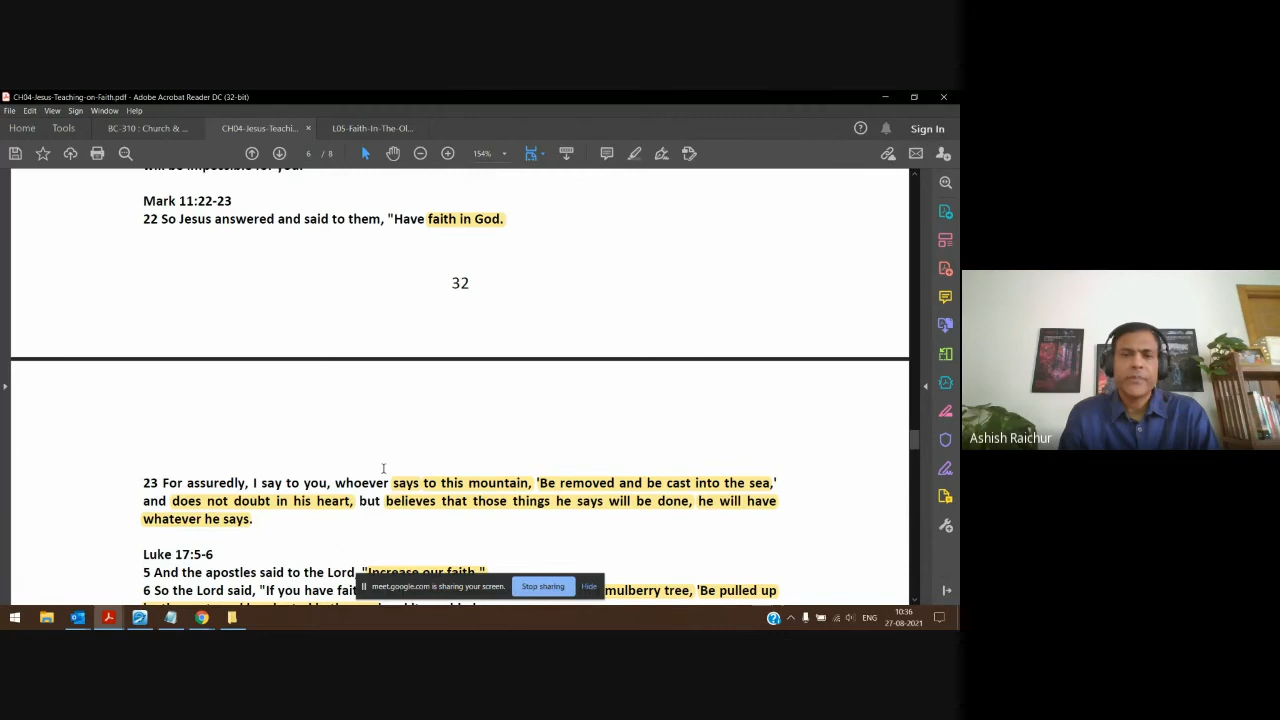 CH04-Jesus-Teaching-on-Faith.pdf - Adobe Acrobat Reader DC (32-bit)
File Edit View Sign Window Help
Home Tools BC-310 : Church & ... CH04-Jesus-Teachi... × L05-Faith-In-The-Ol... Sign In
6 / 8 154%
will be impossible for you.
Mark 11:22-23
22 So Jesus answered and said to them, "Have faith in God.
32
23 For assuredly, I say to you, whoever says to this mountain, 'Be removed and be cast into the sea,'
and does not doubt in his heart, but believes that those things he says will be done, he will have
whatever he says.
Luke 17:5-6
5 And the apostles said to the Lord, "Increase our faith."
6 So the Lord said, "If you have mulberry tree, 'Be pulled up
meet.google.com is sharing your screen. Stop sharing Hide
Ashish Raichur
ENG
10:36
27-08-2021